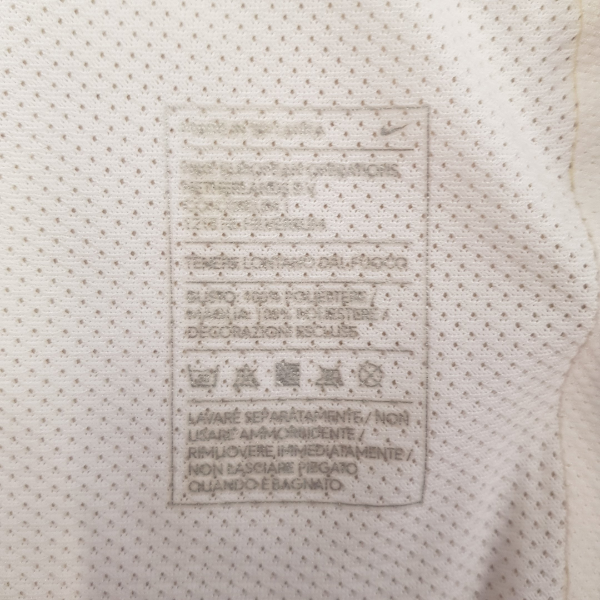 NETHERLANDS B.V.
TENERE LONTANO DAL FUOCO
BUSTO: 100% POLIESTERE /
MANICA: 100% POLIESTERE /
DECORAZIONI ESCLUSE
LAVARE SEPARATAMENTE / NON
USARE AMMORBIDENTE /
RIMUOVERE IMMEDIATAMENTE /
NON LASCIARE PIEGATO
QUANDO È BAGNATO